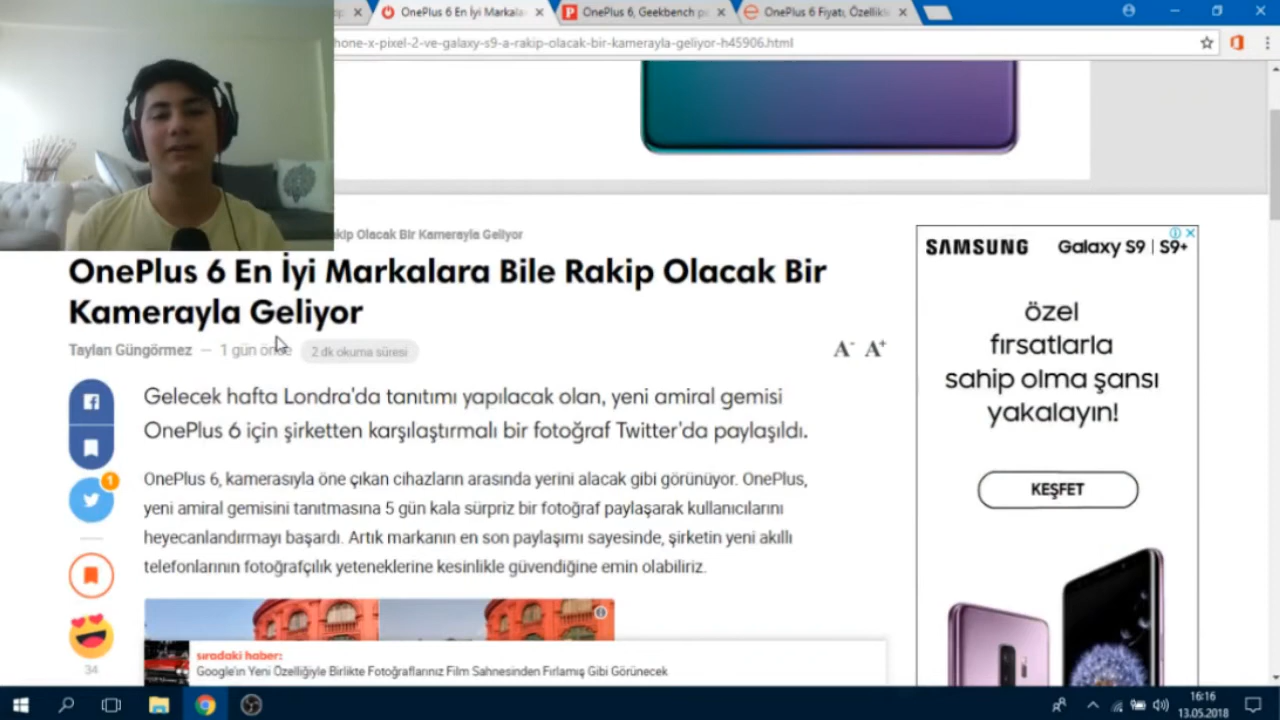 OnePlus 6 En İyi Markala
OnePlus 6, Geekbench p
OnePlus 6 Fiyatı, Özellikle
hone-x-pixel-2-ve-galaxy-s9-a-rakip-olacak-bir-kamerayla-geliyor-h45906.html
Rakip Olacak Bir Kamerayla Geliyor
OnePlus 6 En İyi Markalara Bile Rakip Olacak Bir
Kamerayla Geliyor
Taylan Güngörmez — 1 gün önce 2 dk okuma süresi
A- A+
Gelecek hafta Londra'da tanıtımı yapılacak olan, yeni amiral gemisi
OnePlus 6 için şirketten karşılaştırmalı bir fotoğraf Twitter'da paylaşıldı.
1
OnePlus 6, kamerasıyla öne çıkan cihazların arasında yerini alacak gibi görünüyor. OnePlus,
yeni amiral gemisini tanıtmasına 5 gün kala sürpriz bir fotoğraf paylaşarak kullanıcılarını
heyecanlandırmayı başardı. Artık markanın en son paylaşımı sayesinde, şirketin yeni akıllı
telefonlarının fotoğrafçılık yeteneklerine kesinlikle güvendiğine emin olabiliriz.
34
sıradaki haber:
Google'ın Yeni Özelliğiyle Birlikte Fotoğraflarınız Film Sahnesinden Fırlamış Gibi Görünecek
SAMSUNG Galaxy S9 | S9+
özel
fırsatlarla
sahip olma şansı
yakalayın!
KEŞFET
16:16
13.05.2018